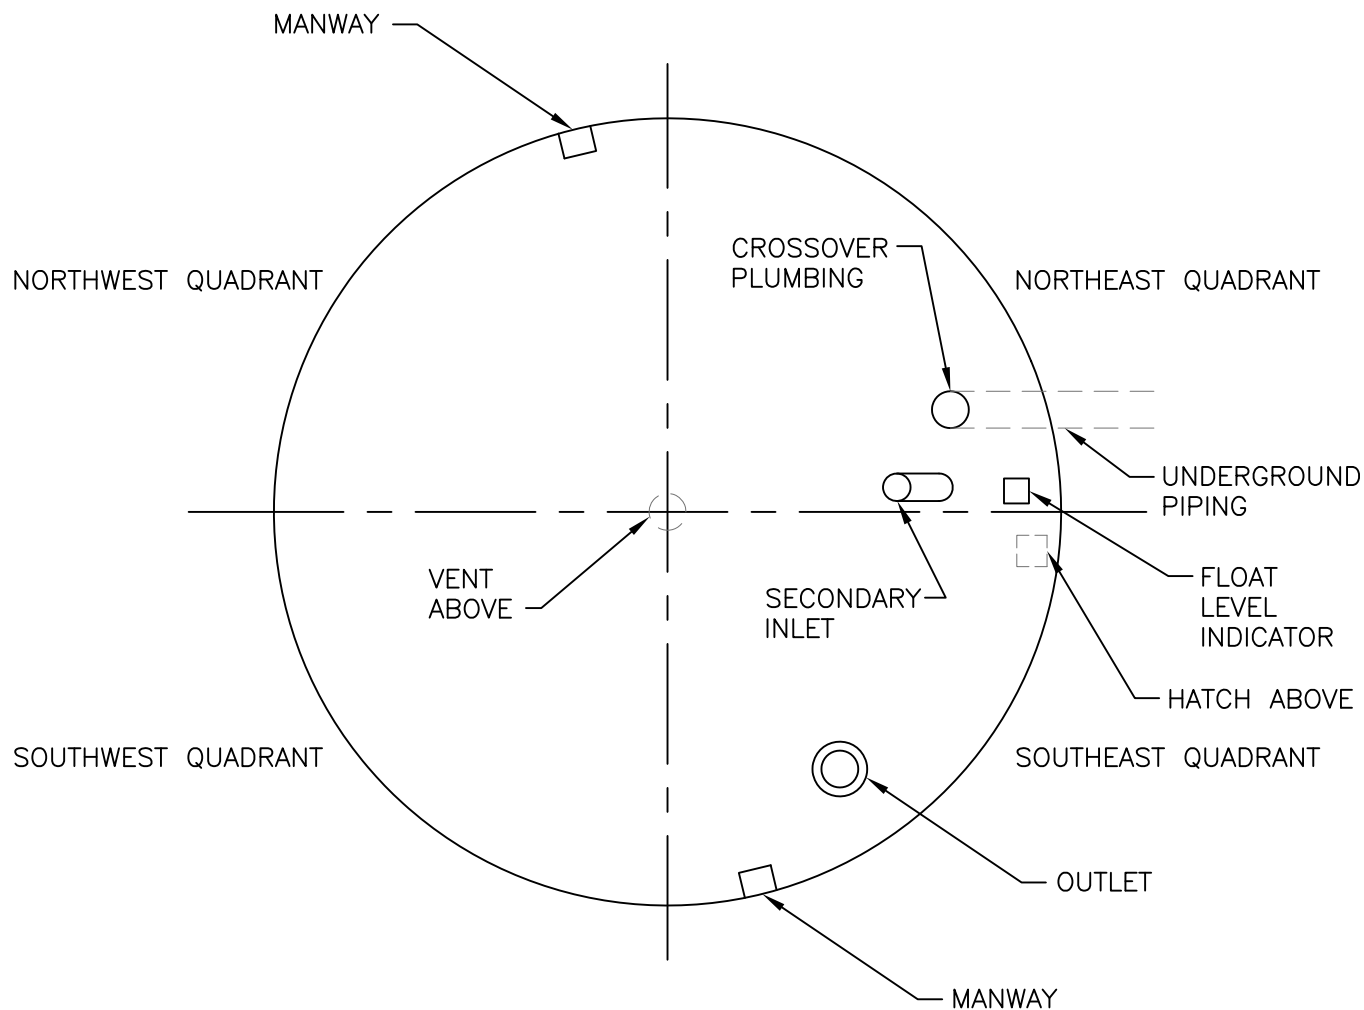 MANWAY
CROSSOVER
PLUMBING
NORTHWEST QUADRANT
NORTHEAST QUADRANT
UNDERGROUND
PIPING
VENT
ABOVE
SECONDARY
INLET
FLOAT
LEVEL
INDICATOR
HATCH ABOVE
SOUTHWEST QUADRANT
SOUTHEAST QUADRANT
OUTLET
MANWAY